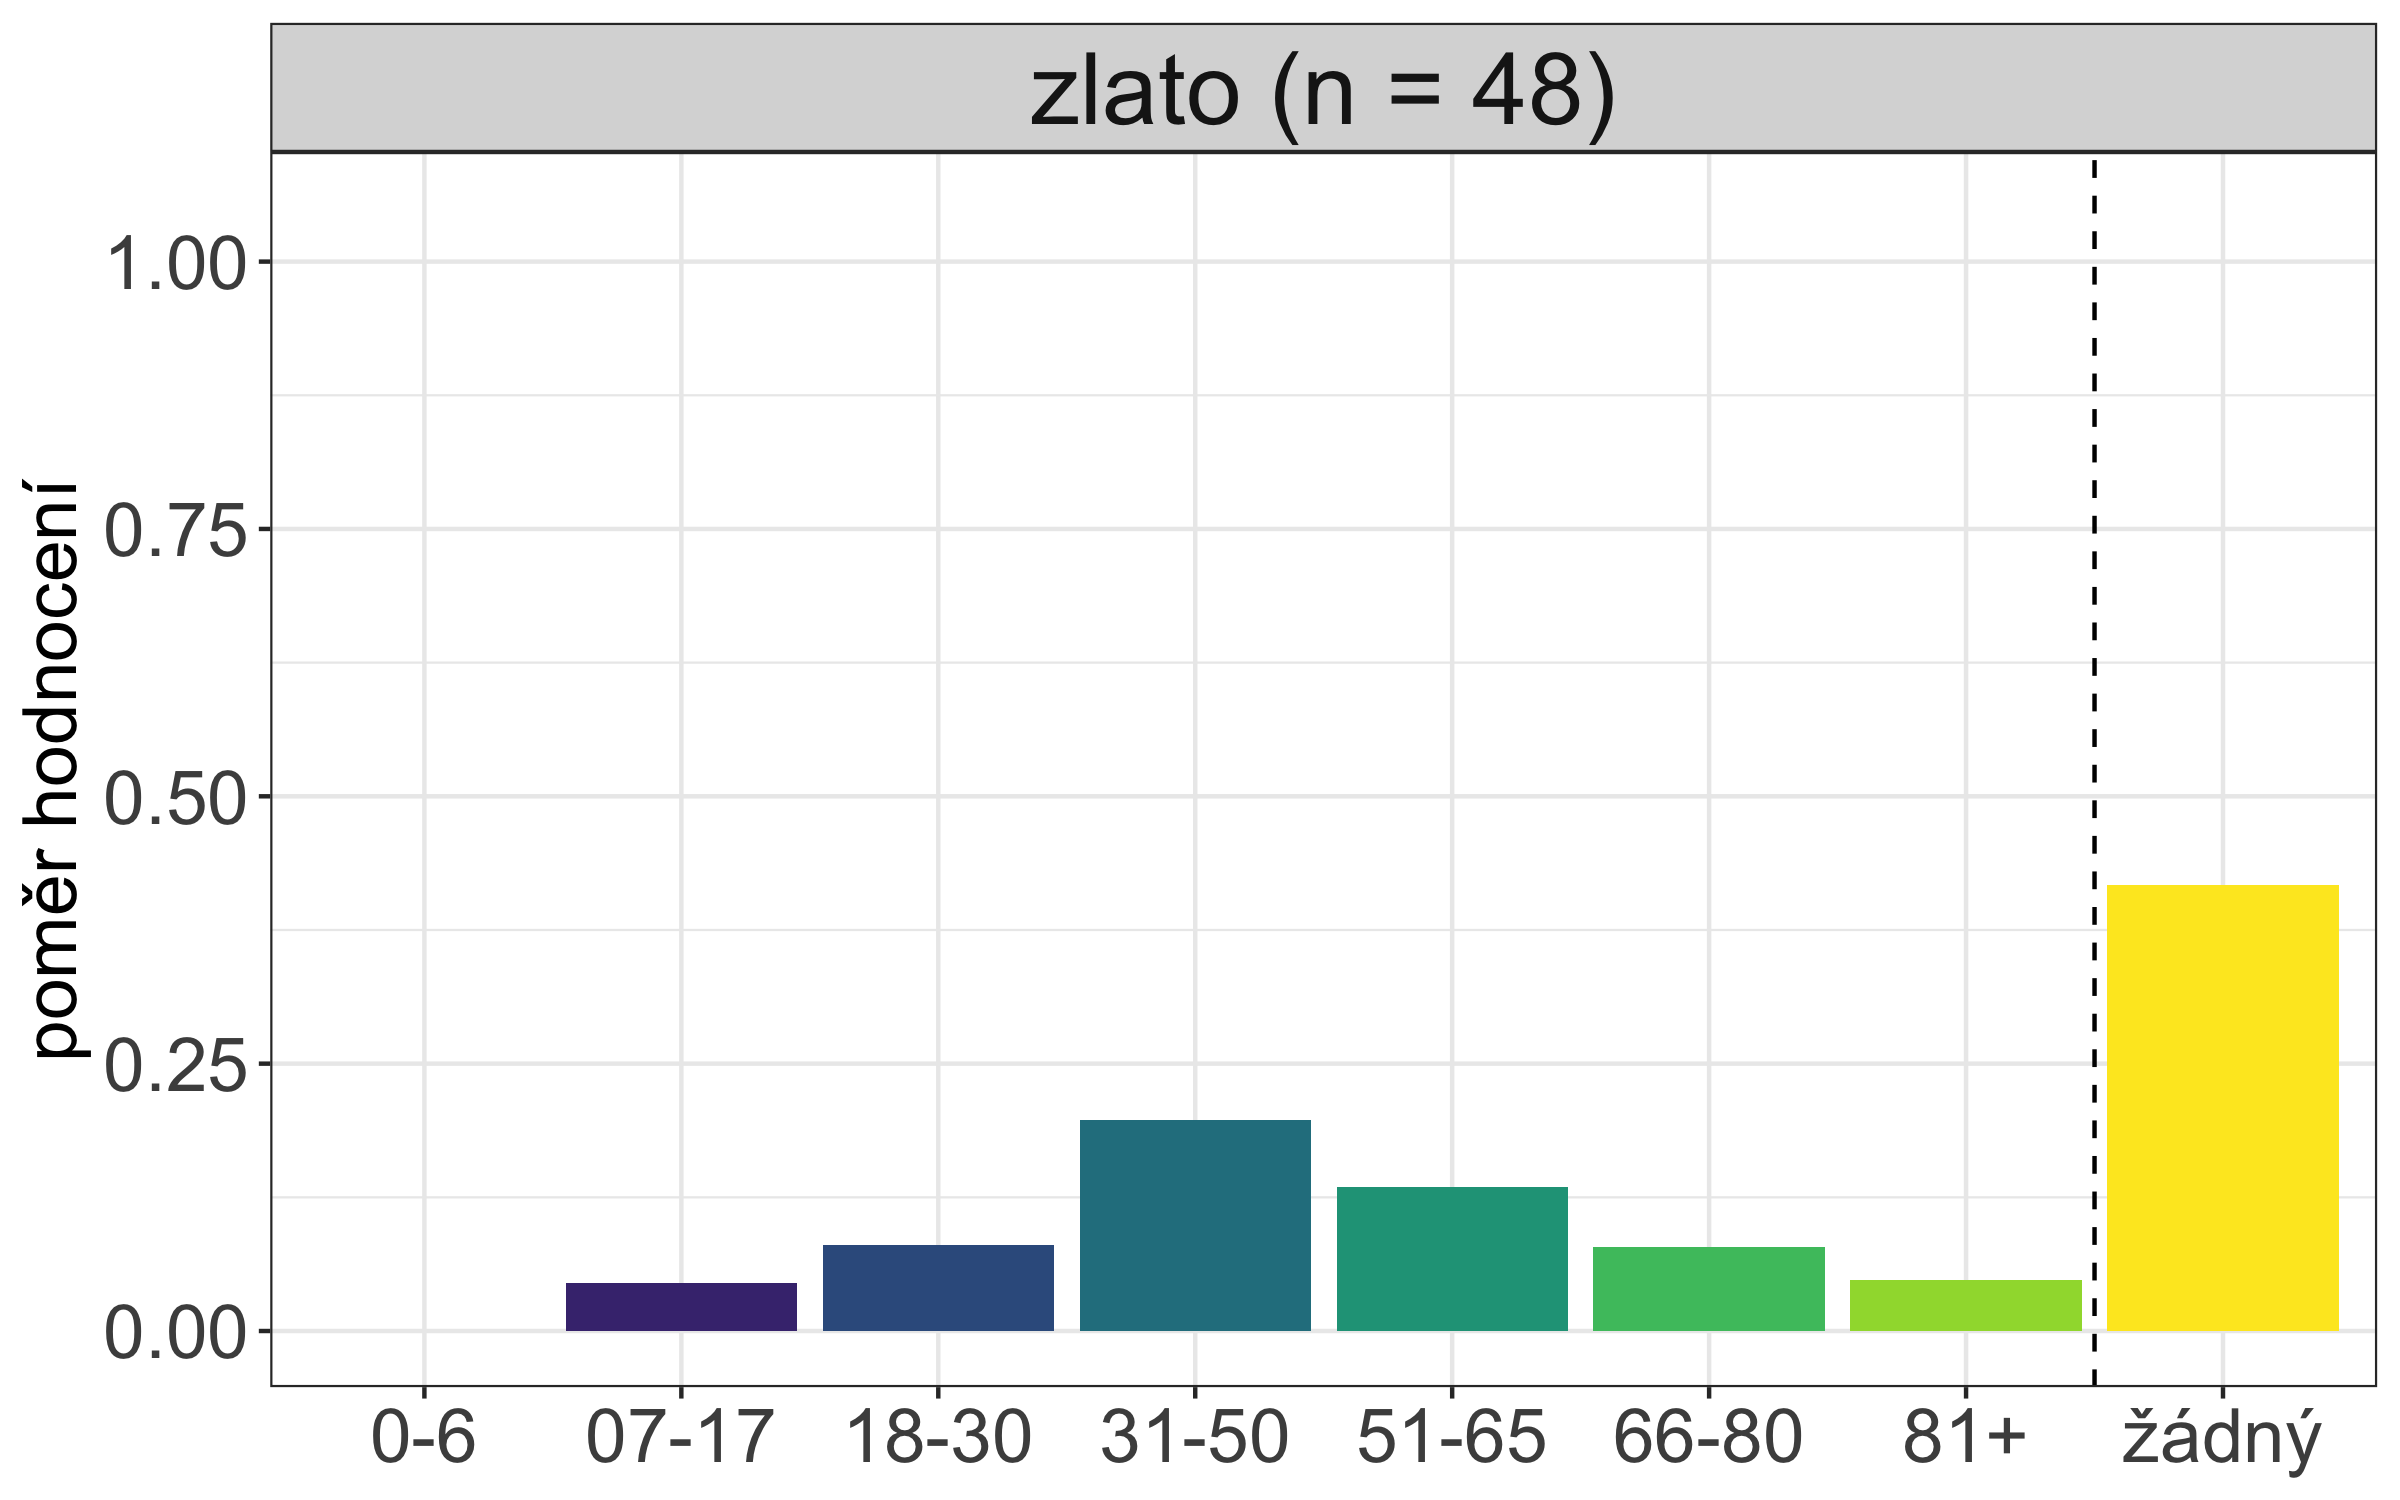 zlato (n = 48)
poměr hodnocení
1.00
0.75
0.50
0.25
0.00
0-6 07-17 18-30 31-50 51-65 66-80 81+ žádný